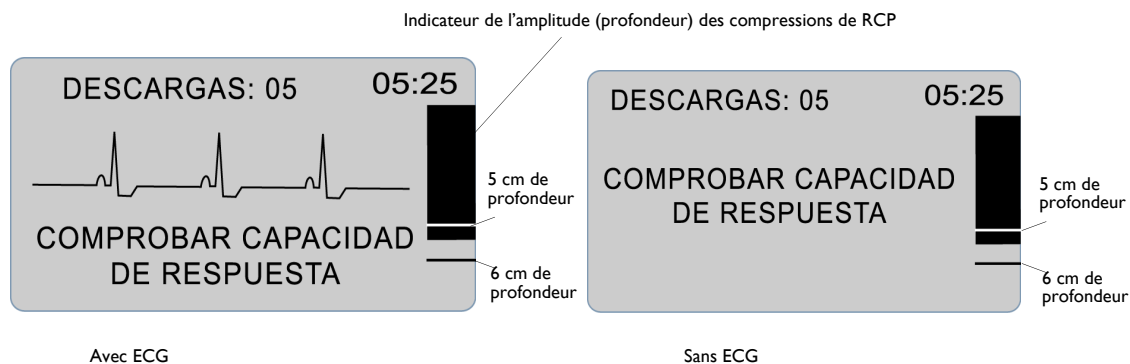 Indicateur de l’amplitude (profondeur) des compressions de RCP
DESCARGAS: 05
05:25
5 cm de
profondeur
COMPROBAR CAPACIDAD
DE RESPUESTA
6 cm de
profondeur
Avec ECG
DESCARGAS: 05
05:25
COMPROBAR CAPACIDAD
DE RESPUESTA
5 cm de
profondeur
6 cm de
profondeur
Sans ECG